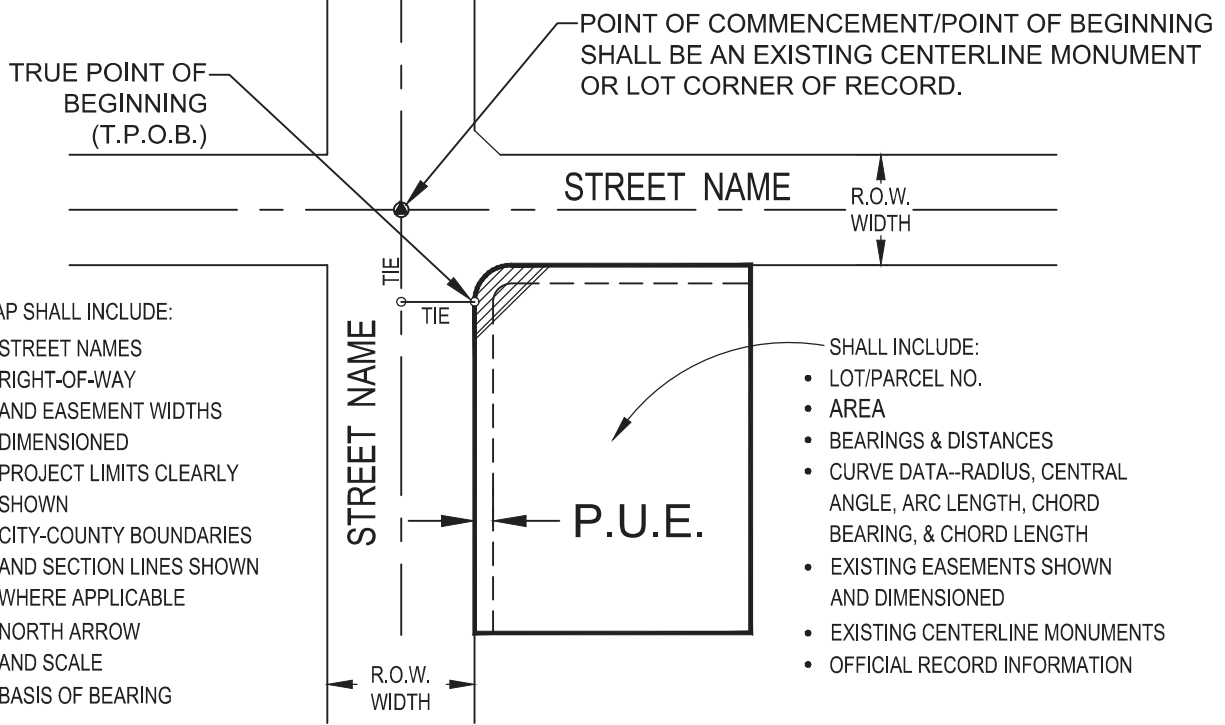 POINT OF COMMENCEMENT/POINT OF BEGINNING
SHALL BE AN EXISTING CENTERLINE MONUMENT
OR LOT CORNER OF RECORD.
TRUE POINT OF
BEGINNING
(T.P.O.B.)
STREET NAME
R.O.W.
WIDTH
TIE
TIE
AP SHALL INCLUDE:
STREET NAMES
RIGHT-OF-WAY
AND EASEMENT WIDTHS
DIMENSIONED
PROJECT LIMITS CLEARLY
SHOWN
CITY-COUNTY BOUNDARIES
AND SECTION LINES SHOWN
WHERE APPLICABLE
NORTH ARROW
AND SCALE
BASIS OF BEARING
STREET NAME
P.U.E.
SHALL INCLUDE:
• LOT/PARCEL NO.
• AREA
• BEARINGS & DISTANCES
• CURVE DATA--RADIUS, CENTRAL
ANGLE, ARC LENGTH, CHORD
BEARING, & CHORD LENGTH
• EXISTING EASEMENTS SHOWN
AND DIMENSIONED
• EXISTING CENTERLINE MONUMENTS
• OFFICIAL RECORD INFORMATION
R.O.W.
WIDTH